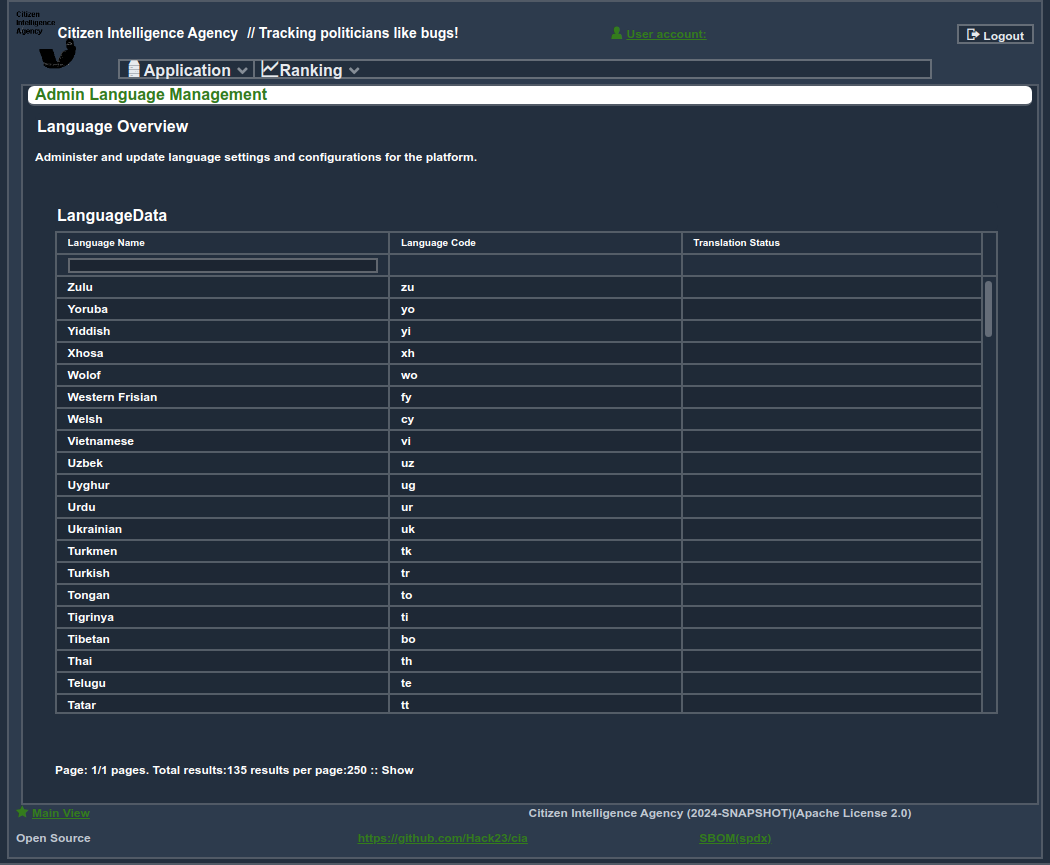 Citizen
Intelligence
Agency
Citizen Intelligence Agency // Tracking politicians like bugs!
User account:
Logout
Application
Ranking
Admin Language Management
Language Overview
Administer and update language settings and configurations for the platform.
LanguageData
Language Name Language Code Translation Status
Zulu zu
Yoruba yo
Yiddish yi
Xhosa xh
Wolof wo
Western Frisian fy
Welsh cy
Vietnamese vi
Uzbek uz
Uyghur ug
Urdu ur
Ukrainian uk
Turkmen tk
Turkish tr
Tongan to
Tigrinya ti
Tibetan bo
Thai th
Telugu te
Tatar tt
Page: 1/1 pages. Total results:135 results per page:250 :: Show
Main View Citizen Intelligence Agency (2024-SNAPSHOT)(Apache License 2.0)
Open Source https://github.com/Hack23/cia SBOM(spdx)